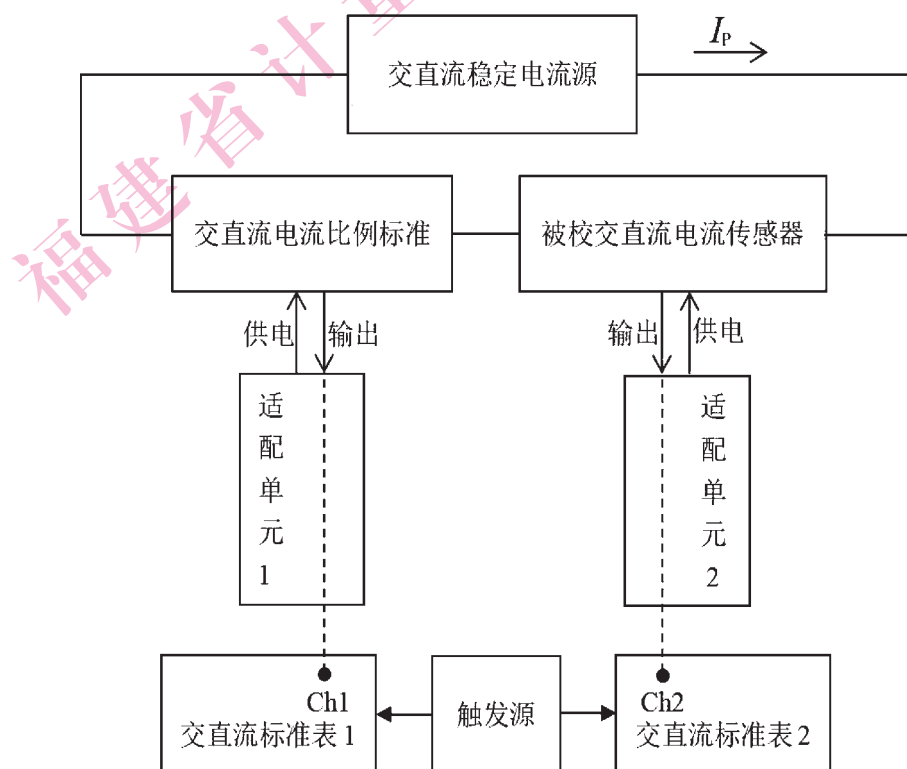 福建省计量
交直流稳定电流源
I_P
交直流电流比例标准
被校交直流电流传感器
供电
输出
输出
供电
适配单元1
适配单元2
Ch1
交直流标准表1
触发源
Ch2
交直流标准表2